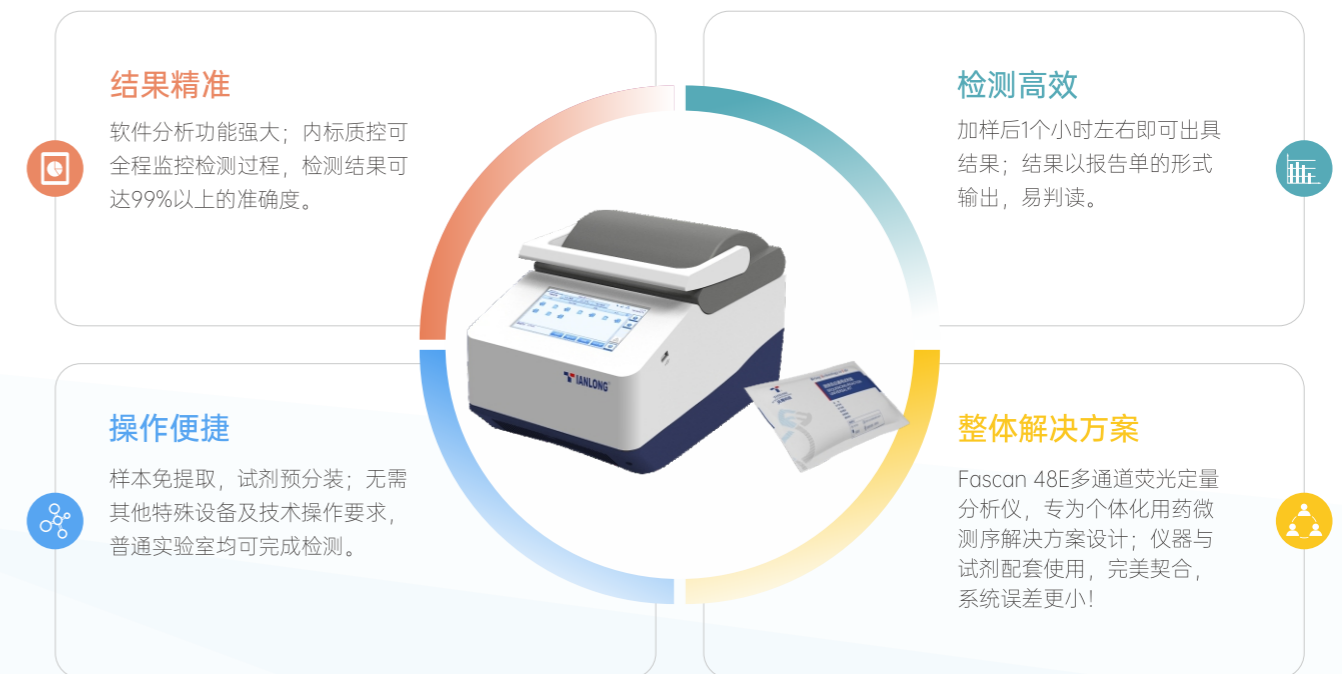 结果精准
软件分析功能强大；内标质控可
全程监控检测过程，检测结果可
达99%以上的准确度。
检测高效
加样后1个小时左右即可出具
结果；结果以报告单的形式
输出，易判读。
TIANLONG
操作便捷
样本免提取，试剂预分装；无需
其他特殊设备及技术操作要求，
普通实验室均可完成检测。
整体解决方案
Fascan 48E多通道荧光定量
分析仪，专为个体化用药微
测序解决方案设计；仪器与
试剂配套使用，完美契合，
系统误差更小！